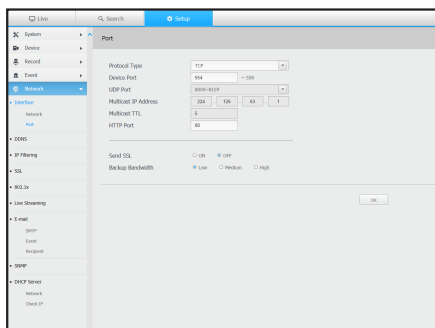 Live
Search
Setup
System
Device
Record
Event
Network
Interface
Network
Port
DDNS
IP Filtering
SSL
802.1x
Live Streaming
E-mail
SMTP
Event
Recipient
SNMP
DHCP Server
Network
Check IP
Port
Protocol Type TCP
Device Port 554 ~ 558
UDP Port 8000~8159
Multicast IP Address 224 . 126 . 63 . 1
Multicast TTL 5
HTTP Port 80
Send SSL ON OFF
Backup Bandwidth Low Medium High
OK